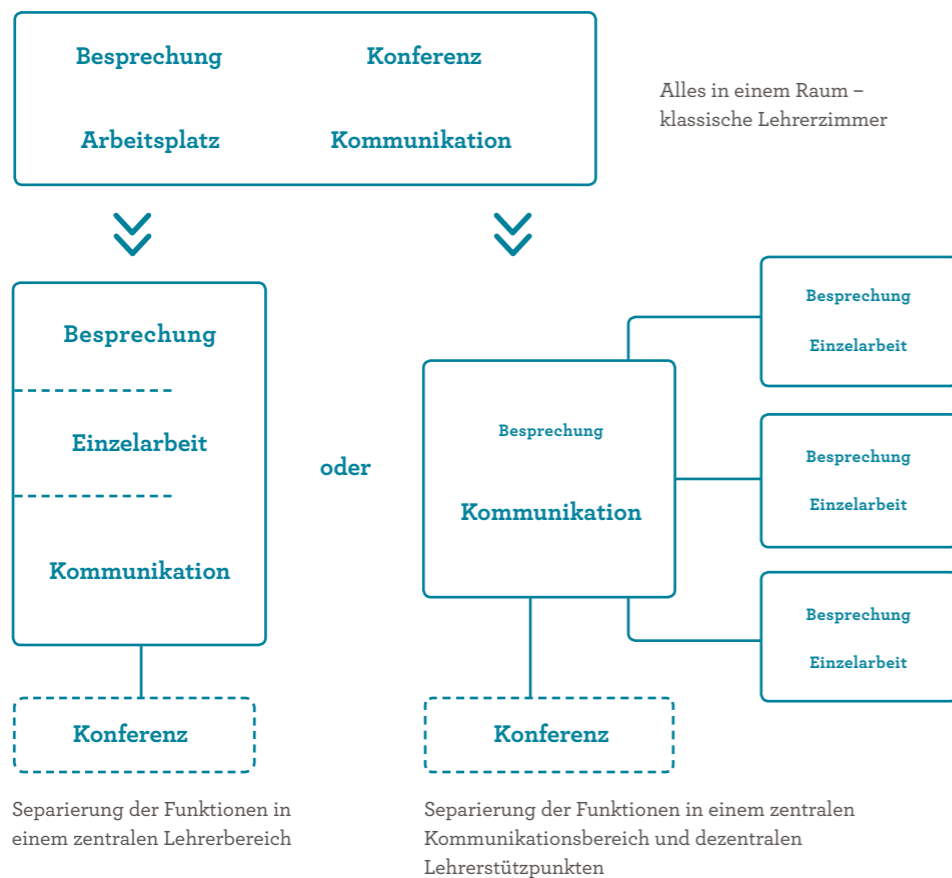 Besprechung
Konferenz
Arbeitsplatz
Kommunikation
Alles in einem Raum –
klassische Lehrerzimmer
Besprechung
Einzelarbeit
Kommunikation
Konferenz
Separierung der Funktionen in
einem zentralen Lehrerbereich
oder
Besprechung
Kommunikation
Besprechung
Einzelarbeit
Besprechung
Einzelarbeit
Besprechung
Einzelarbeit
Konferenz
Separierung der Funktionen in einem zentralen
Kommunikationsbereich und dezentralen
Lehrerstützpunkten